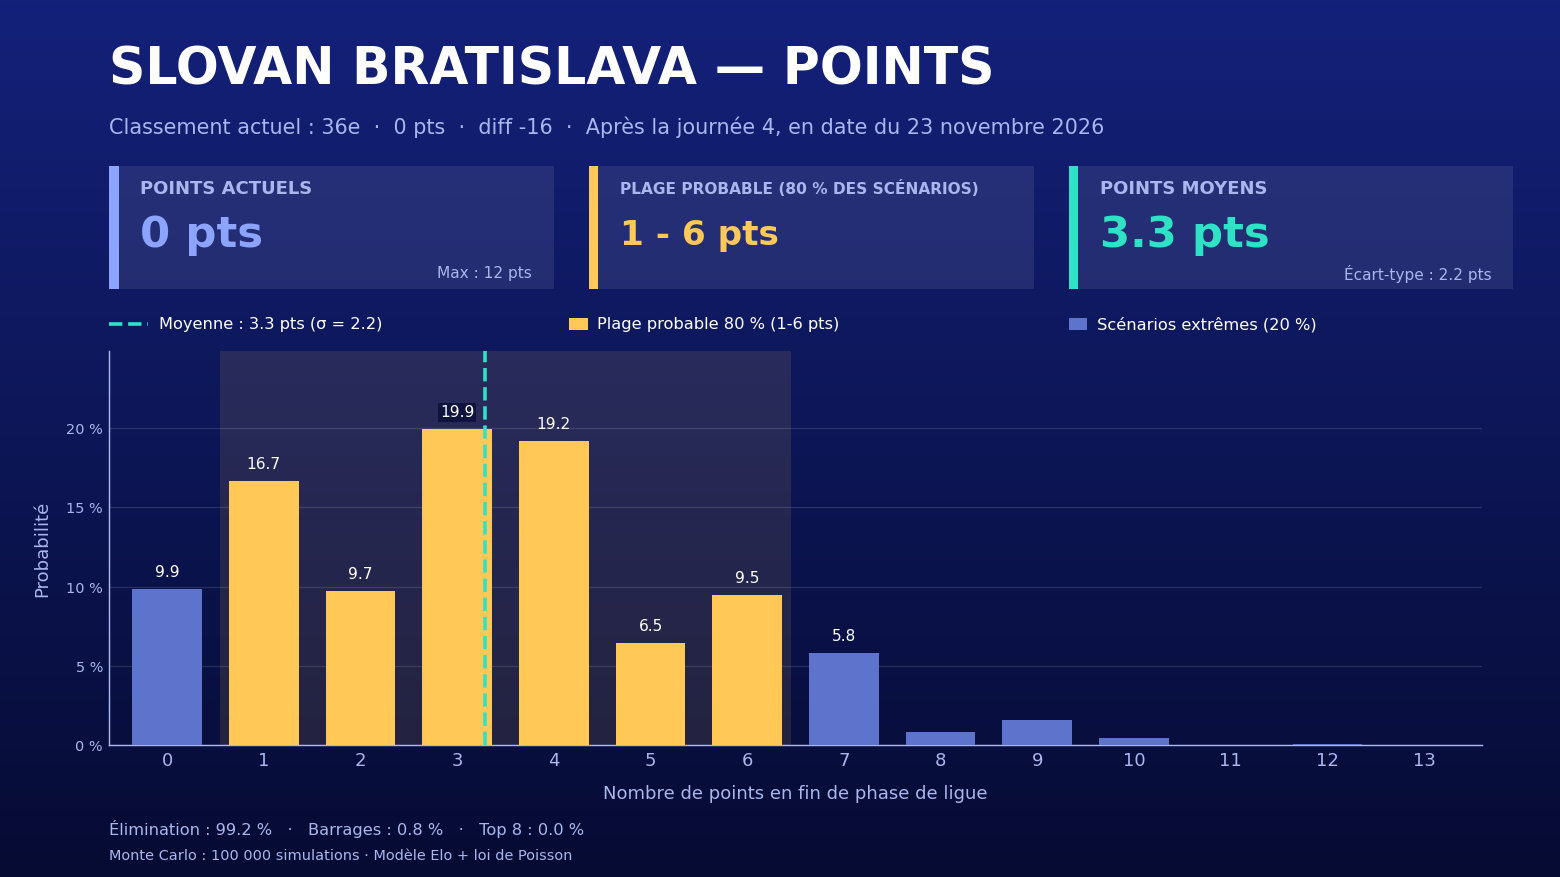 SLOVAN BRATISLAVA — POINTS
Classement actuel : 36e · 0 pts · diff -16 · Après la journée 4, en date du 23 novembre 2026
POINTS ACTUELS
0 pts
Max : 12 pts
PLAGE PROBABLE (80 % DES SCÉNARIOS)
1 - 6 pts
POINTS MOYENS
3.3 pts
Écart-type : 2.2 pts
Moyenne : 3.3 pts (σ = 2.2)
Plage probable 80 % (1-6 pts)
Scénarios extrêmes (20 %)
Probabilité
20 %
15 %
10 %
5 %
0 %
9.9
16.7
9.7
19.9
19.2
6.5
9.5
5.8
0 1 2 3 4 5 6 7 8 9 10 11 12 13
Nombre de points en fin de phase de ligue
Élimination : 99.2 % · Barrages : 0.8 % · Top 8 : 0.0 %
Monte Carlo : 100 000 simulations · Modèle Elo + loi de Poisson